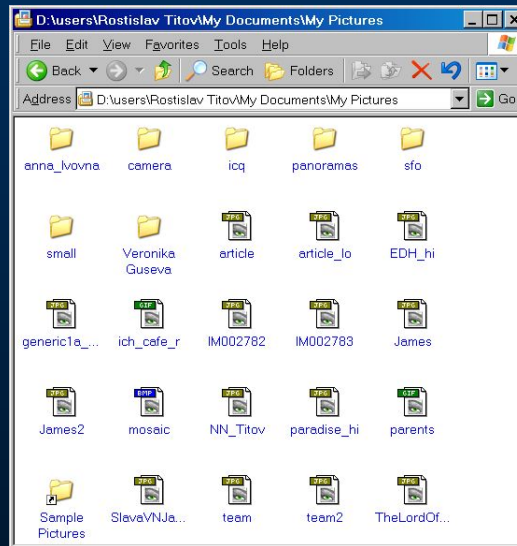 D:\users\Rostislav Titov\My Documents\My Pictures
File Edit View Favorites Tools Help
Back Search Folders
Address D:\users\Rostislav Titov\My Documents\My Pictures Go
anna_lvovna camera icq panoramas sfo
small Veronika Guseva article article_lo EDH_hi
JPG GIF JPG JPG JPG
generic1a_... ich_cafe_r IM002782 IM002783 James
JPG BMP JPG JPG GIF
James2 mosaic NN_Titov paradise_hi parents
JPG JPG JPG JPG
Sample Pictures SlavaVNJa... team team2 TheLordOf...